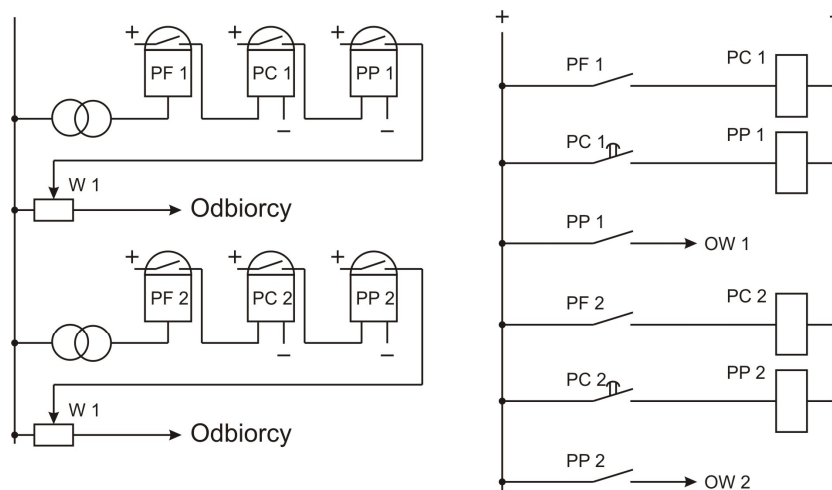 + PF 1 + PC 1 + PP 1
– –
W 1
Odbiorcy
+ PF 2 + PC 2 + PP 2
– –
W 1
Odbiorcy
+ +
PF 1 PC 1
PC 1 PP 1
PP 1 OW 1
PF 2 PC 2
PC 2 PP 2
PP 2 OW 2